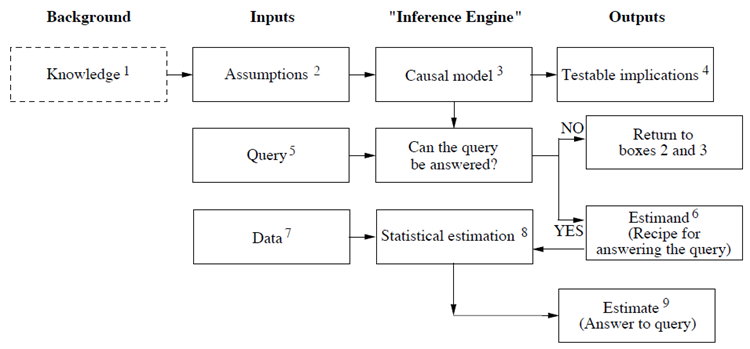 Background Inputs "Inference Engine" Outputs
Knowledge 1 Assumptions 2 Causal model 3 Testable implications 4
Query 5
Can the query
be answered?
NO
Return to
boxes 2 and 3
Data 7
Statistical estimation 8
YES
Estimand 6
(Recipe for
answering the query)
Estimate 9
(Answer to query)